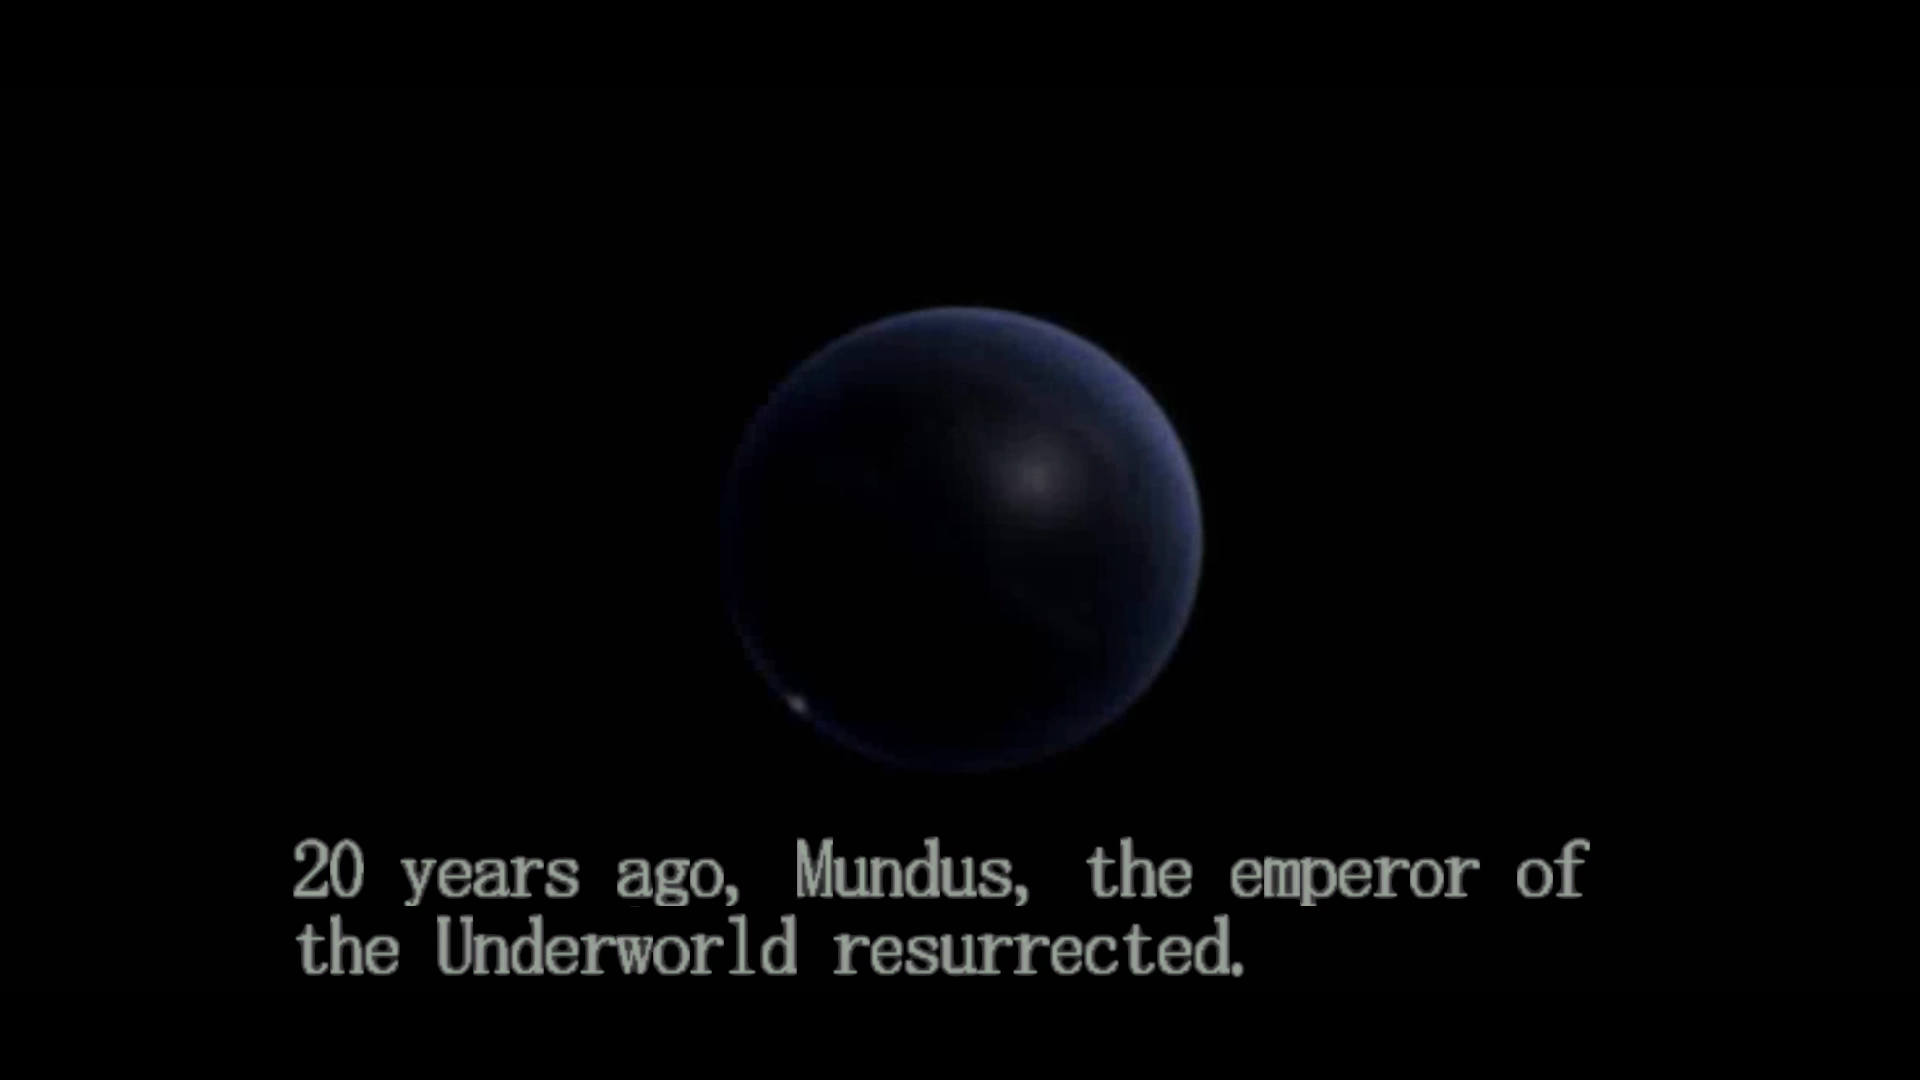 20 years ago, Mundus, the emperor of
the Underworld resurrected.